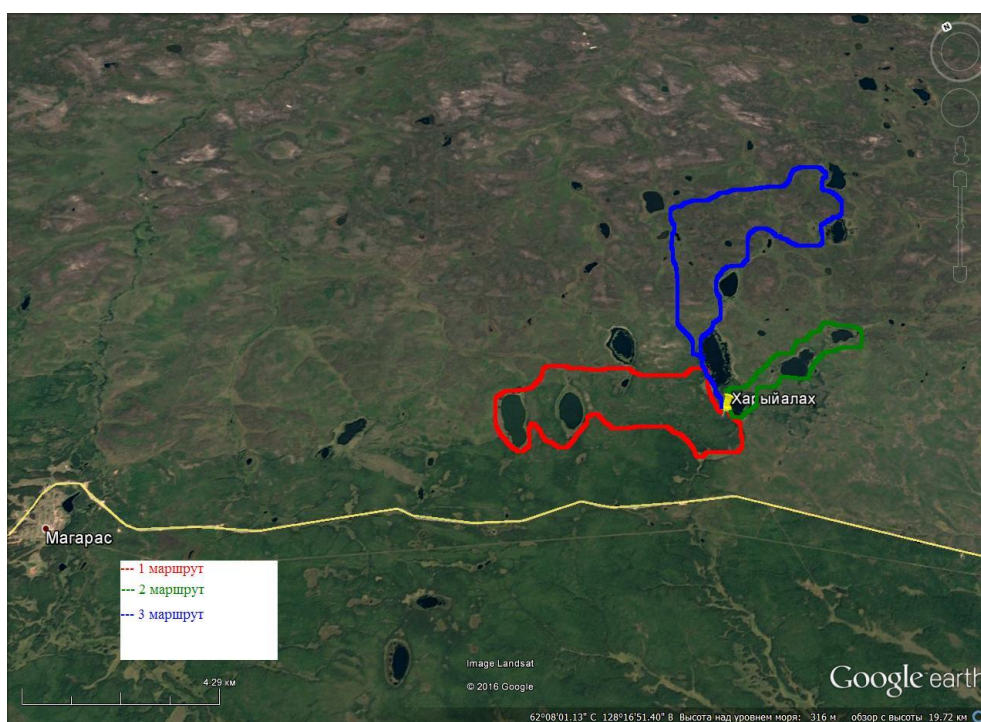 N
Харыйалах
Магарас
--- 1 маршрут
--- 2 маршрут
--- 3 маршрут
4.29 км
Image Landsat
© 2016 Google
Google earth
62°08'01.13" С 128°16'51.40" В Высота над уровнем моря: 316 м обзор с высоты 19.72 км